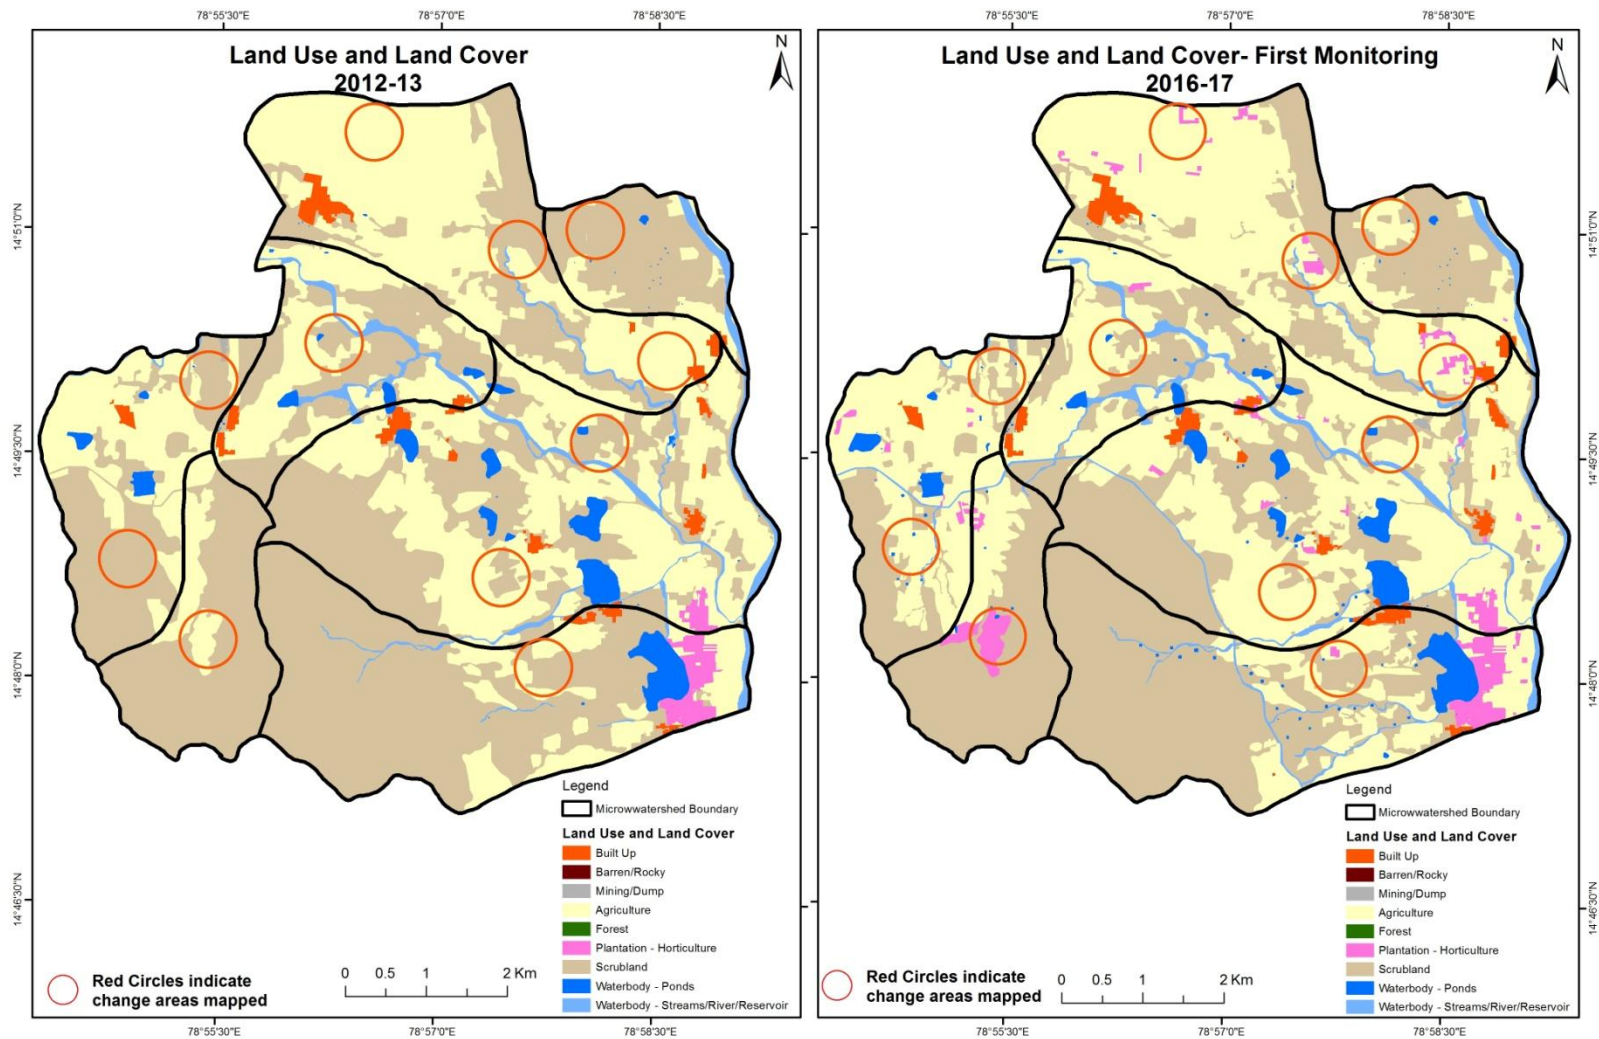 78°55'30"E 78°57'0"E 78°58'30"E
Land Use and Land Cover
2012-13
N
14°51'0"N
14°49'30"N
14°48'0"N
14°46'30"N
Legend
Microwwatershed Boundary
Land Use and Land Cover
Built Up
Barren/Rocky
Mining/Dump
Agriculture
Forest
Plantation - Horticulture
Scrubland
Waterbody - Ponds
Waterbody - Streams/River/Reservoir
Red Circles indicate
change areas mapped
0 0.5 1 2 Km
78°55'30"E 78°57'0"E 78°58'30"E
78°55'30"E 78°57'0"E 78°58'30"E
Land Use and Land Cover- First Monitoring
2016-17
N
14°51'0"N
14°49'30"N
14°48'0"N
14°46'30"N
Legend
Microwwatershed Boundary
Land Use and Land Cover
Built Up
Barren/Rocky
Mining/Dump
Agriculture
Forest
Plantation - Horticulture
Scrubland
Waterbody - Ponds
Waterbody - Streams/River/Reservoir
Red Circles indicate
change areas mapped
0 0.5 1 2 Km
78°55'30"E 78°57'0"E 78°58'30"E